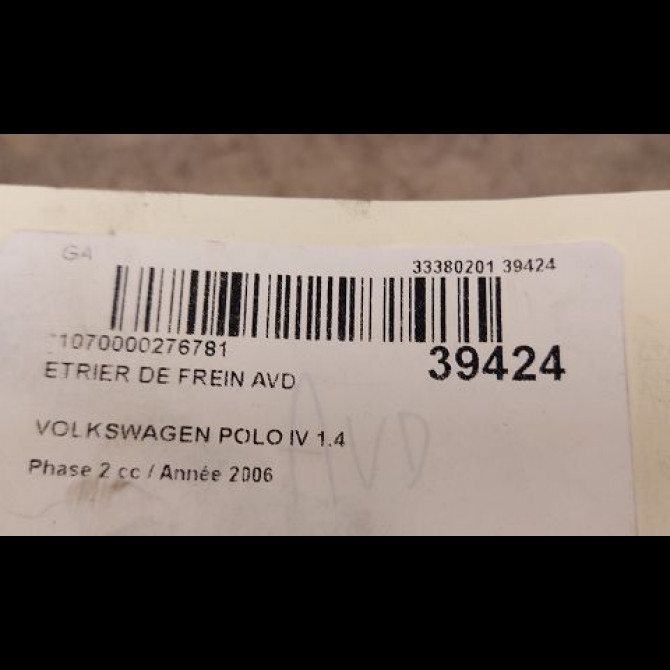 G4
33380201 39424
1070000276781
39424
ETRIER DE FREIN AVD
VOLKSWAGEN POLO IV 1.4
AVD
Phase 2 cc / Année 2006